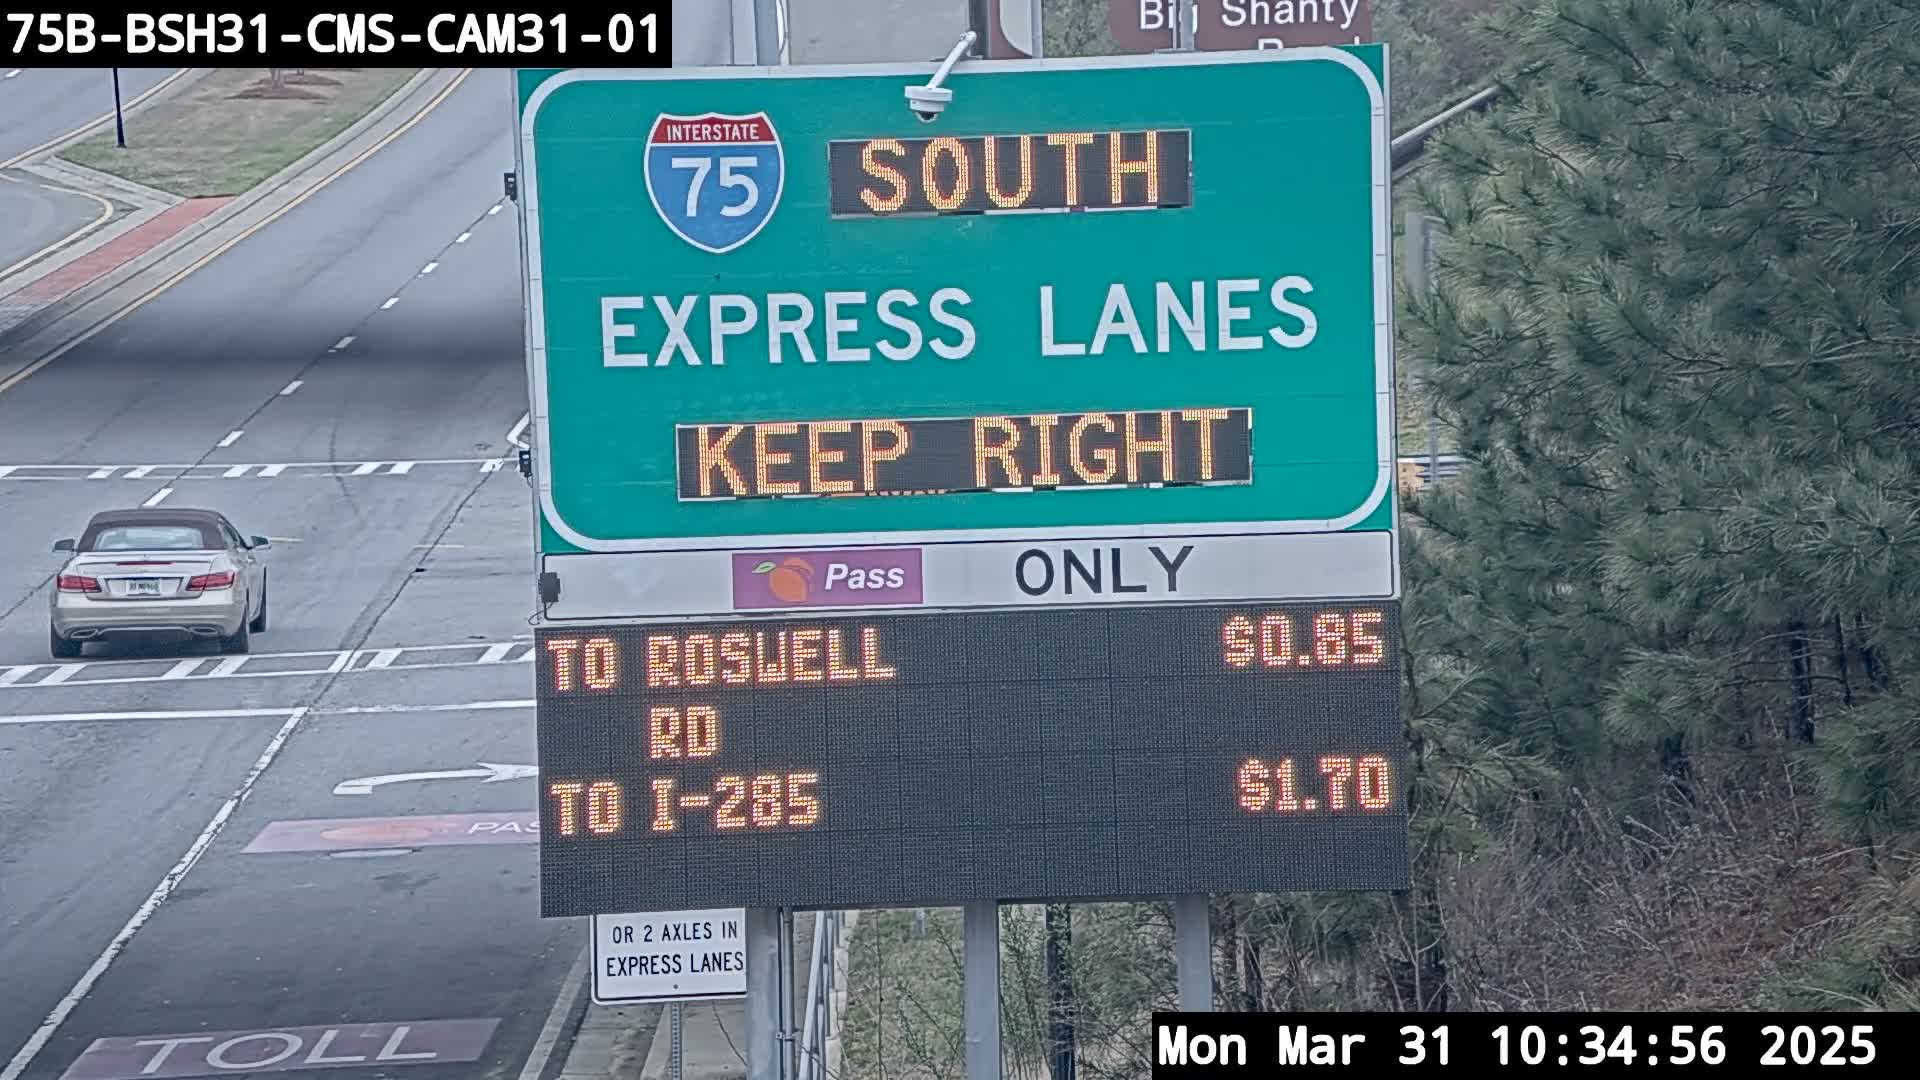 75B-BSH31-CMS-CAM31-01
Big Shanty
INTERSTATE
75
SOUTH
EXPRESS LANES
KEEP RIGHT
Pass ONLY
TO ROSWELL $0.85
RD
TO I-285 $1.70
OR 2 AXLES IN
EXPRESS LANES
TOLL
Mon Mar 31 10:34:56 2025